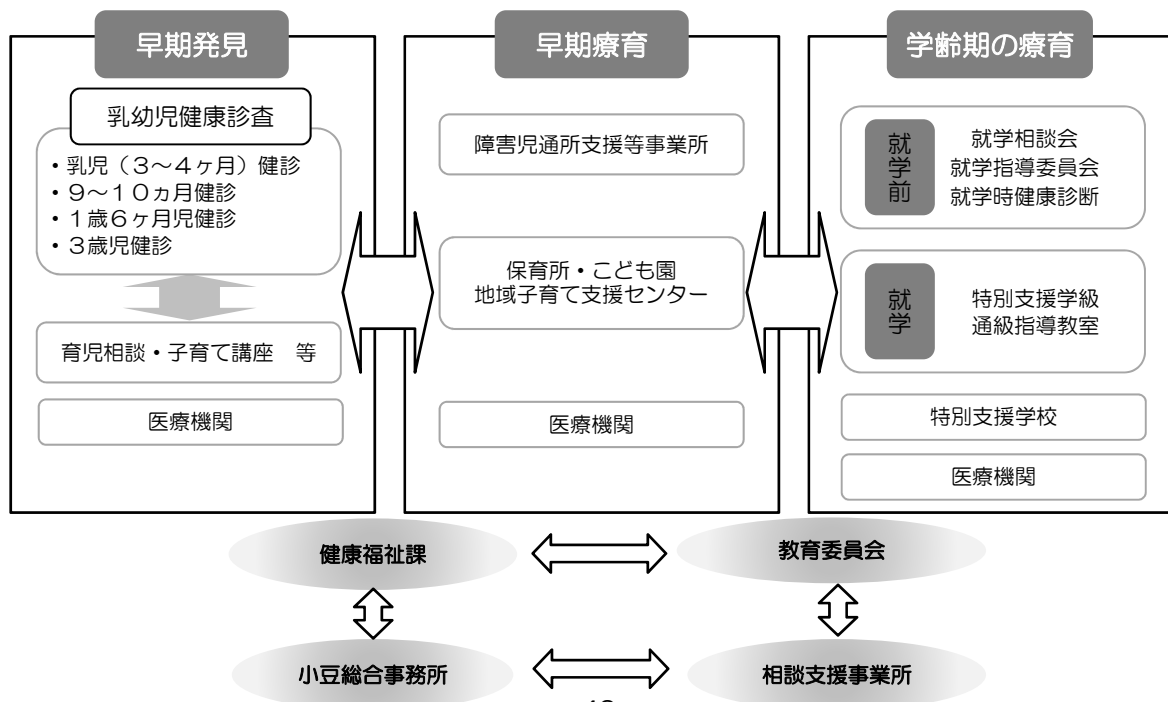 早期発見
乳幼児健康診査
・乳児（３～４ヶ月）健診
・９～１０ヵ月健診
・１歳６ヶ月児健診
・３歳児健診
育児相談・子育て講座　等
医療機関
早期療育
障害児通所支援等事業所
保育所・こども園
地域子育て支援センター
医療機関
学齢期の療育
就学前
就学相談会
就学指導委員会
就学時健康診断
就学
特別支援学級
通級指導教室
特別支援学校
医療機関
健康福祉課
教育委員会
小豆総合事務所
相談支援事業所